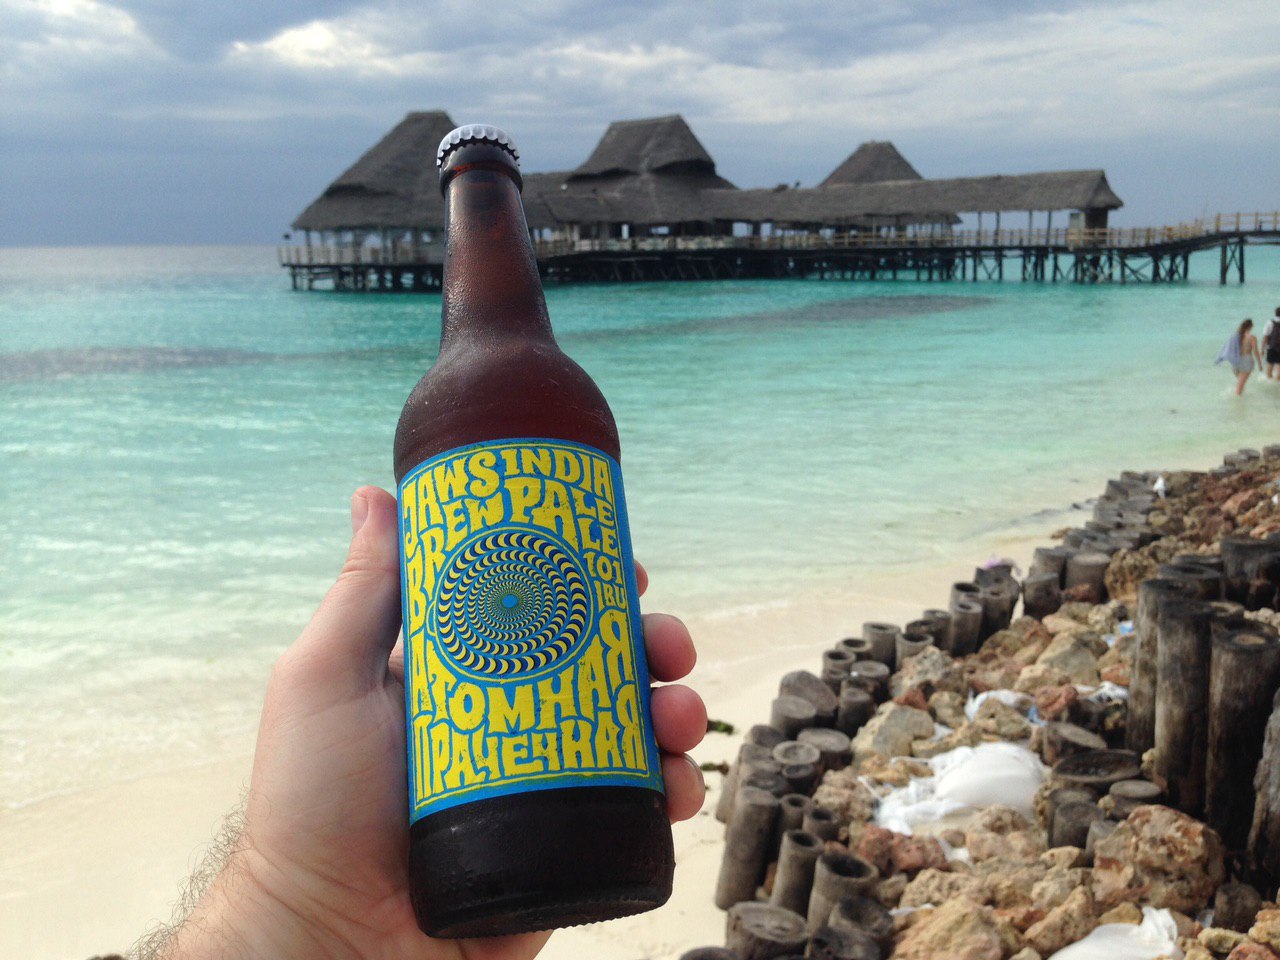 JAWS INDIA
BREW PALE
ALE
101
IBU
АТОМНАЯ
ПРАЧЕЧНАЯ